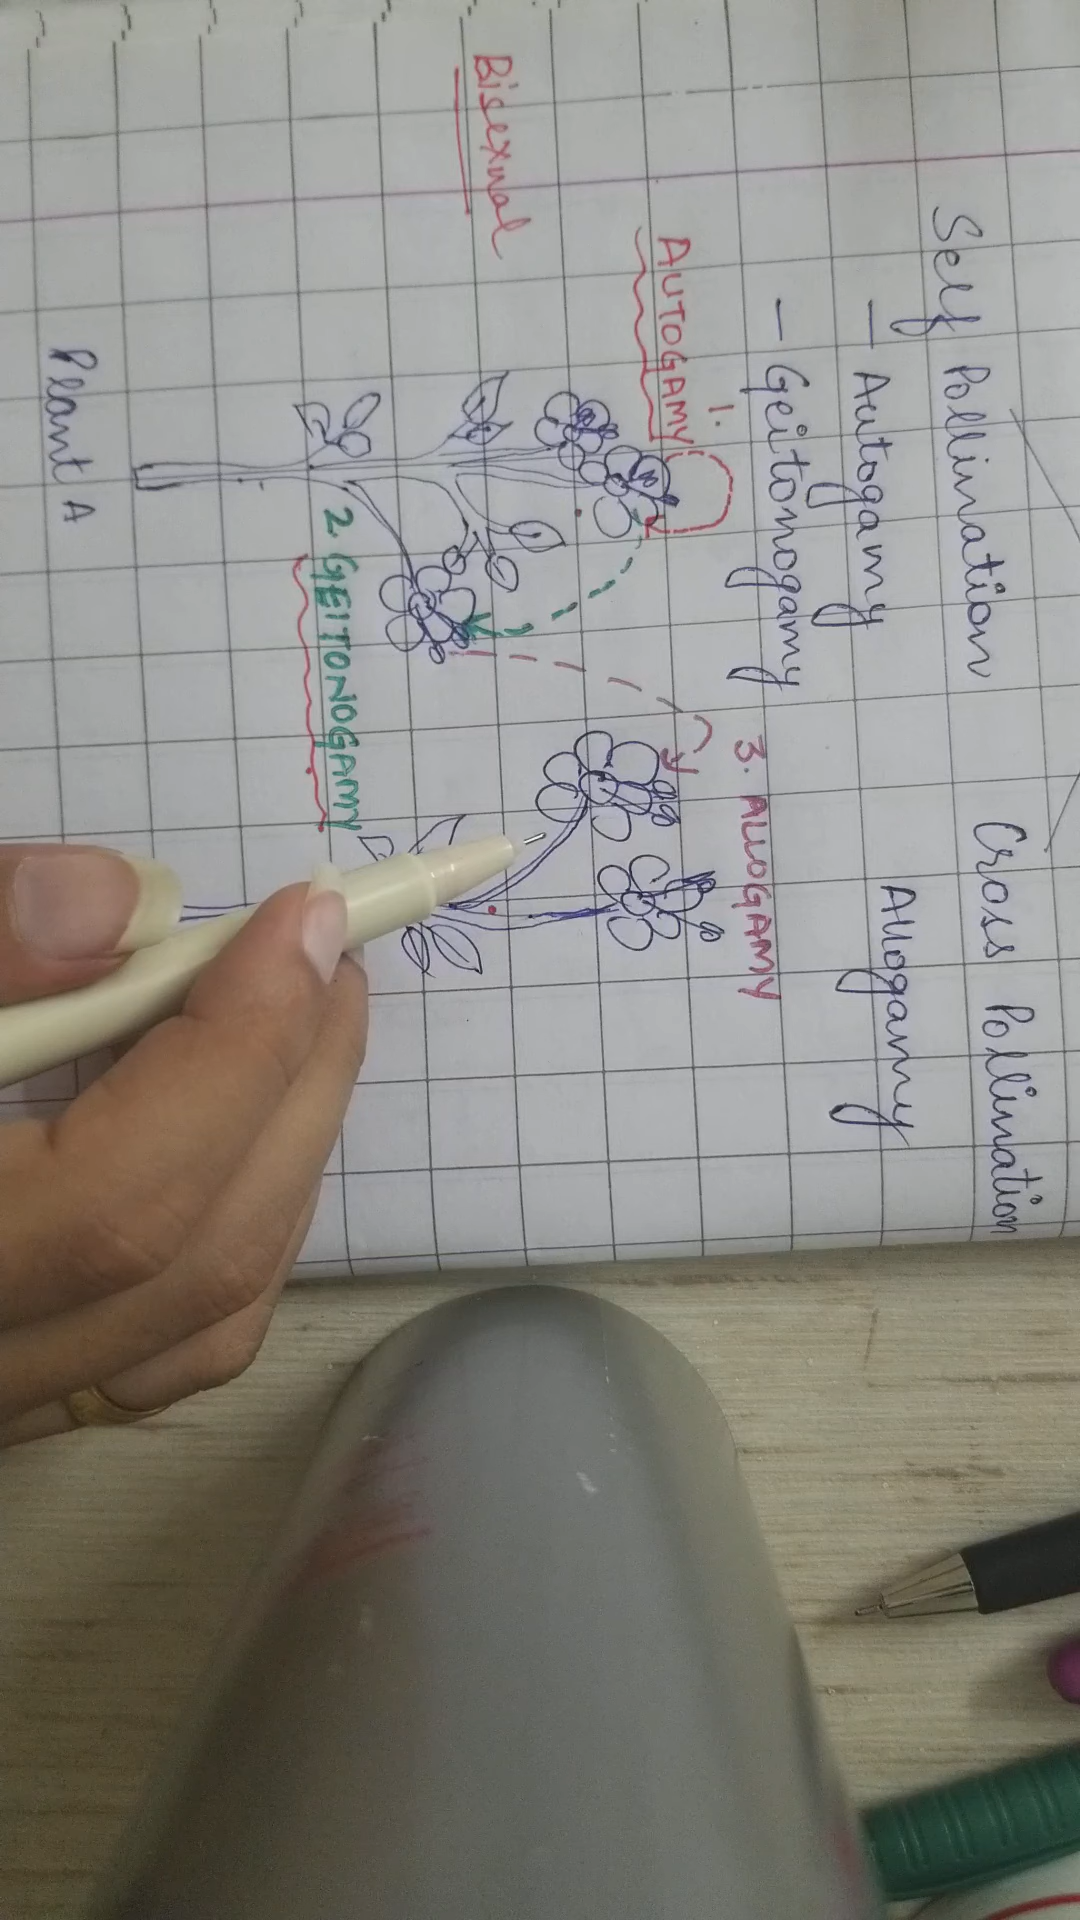 Self Pollination
Cross Pollination
— Autogamy
Allogamy
— Geitonogamy
1.
3. AllOGAMY
AUTOGAMY
Bisexual
2. GEITONOGAMY
Plant A